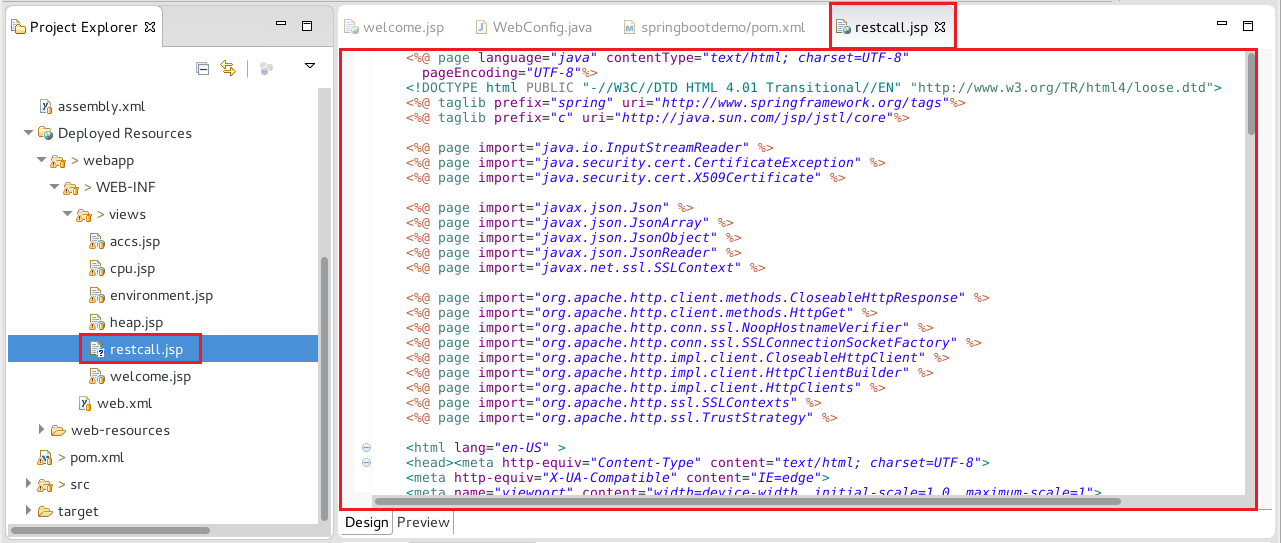 Project Explorer
assembly.xml
Deployed Resources
> webapp
> WEB-INF
> views
accs.jsp
cpu.jsp
environment.jsp
heap.jsp
restcall.jsp
welcome.jsp
web.xml
web-resources
> pom.xml
> src
target
welcome.jsp WebConfig.java springbootdemo/pom.xml restcall.jsp
<%@ page language="java" contentType="text/html; charset=UTF-8"
pageEncoding="UTF-8"%>
<!DOCTYPE html PUBLIC "-//W3C//DTD HTML 4.01 Transitional//EN" "http://www.w3.org/TR/html4/loose.dtd">
<%@ taglib prefix="spring" uri="http://www.springframework.org/tags"%>
<%@ taglib prefix="c" uri="http://java.sun.com/jsp/jstl/core"%>
<%@ page import="java.io.InputStreamReader" %>
<%@ page import="java.security.cert.CertificateException" %>
<%@ page import="java.security.cert.X509Certificate" %>
<%@ page import="javax.json.Json" %>
<%@ page import="javax.json.JsonArray" %>
<%@ page import="javax.json.JsonObject" %>
<%@ page import="javax.json.JsonReader" %>
<%@ page import="javax.net.ssl.SSLContext" %>
<%@ page import="org.apache.http.client.methods.CloseableHttpResponse" %>
<%@ page import="org.apache.http.client.methods.HttpGet" %>
<%@ page import="org.apache.http.conn.ssl.NoopHostnameVerifier" %>
<%@ page import="org.apache.http.conn.ssl.SSLConnectionSocketFactory" %>
<%@ page import="org.apache.http.impl.client.CloseableHttpClient" %>
<%@ page import="org.apache.http.impl.client.HttpClientBuilder" %>
<%@ page import="org.apache.http.impl.client.HttpClients" %>
<%@ page import="org.apache.http.ssl.SSLContexts" %>
<%@ page import="org.apache.http.ssl.TrustStrategy" %>
<html lang="en-US" >
<head><meta http-equiv="Content-Type" content="text/html; charset=UTF-8">
<meta http-equiv="X-UA-Compatible" content="IE=edge">
<meta name="viewport" content="width=device-width, initial-scale=1.0, maximum-scale=1">
Design Preview